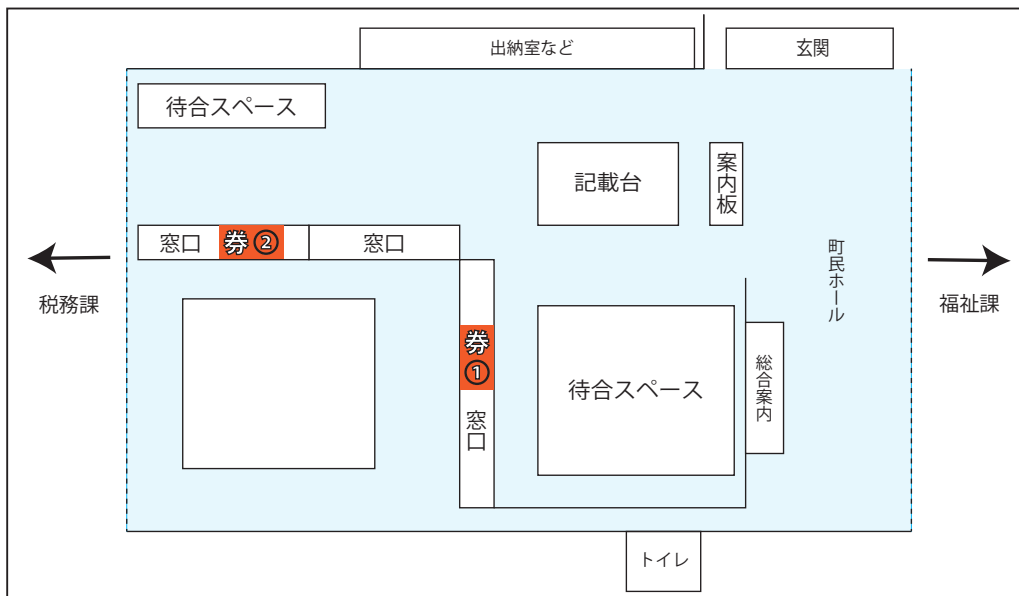 出納室など
玄関
待合スペース
記載台
案内板
窓口
券②
窓口
町民ホール
税務課
福祉課
券①
窓口
待合スペース
総合案内
トイレ